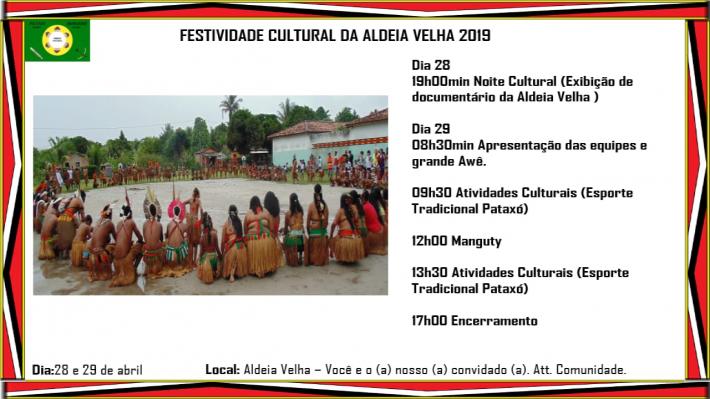 FESTIVIDADE CULTURAL DA ALDEIA VELHA 2019
Dia 28
19h00min Noite Cultural (Exibição de
documentário da Aldeia Velha )
Dia 29
08h30min Apresentação das equipes e
grande Awê.
09h30 Atividades Culturais (Esporte
Tradicional Pataxó)
12h00 Manguty
13h30 Atividades Culturais (Esporte
Tradicional Pataxó)
17h00 Encerramento
Dia:28 e 29 de abril
Local: Aldeia Velha – Você e o (a) nosso (a) convidado (a). Att. Comunidade.